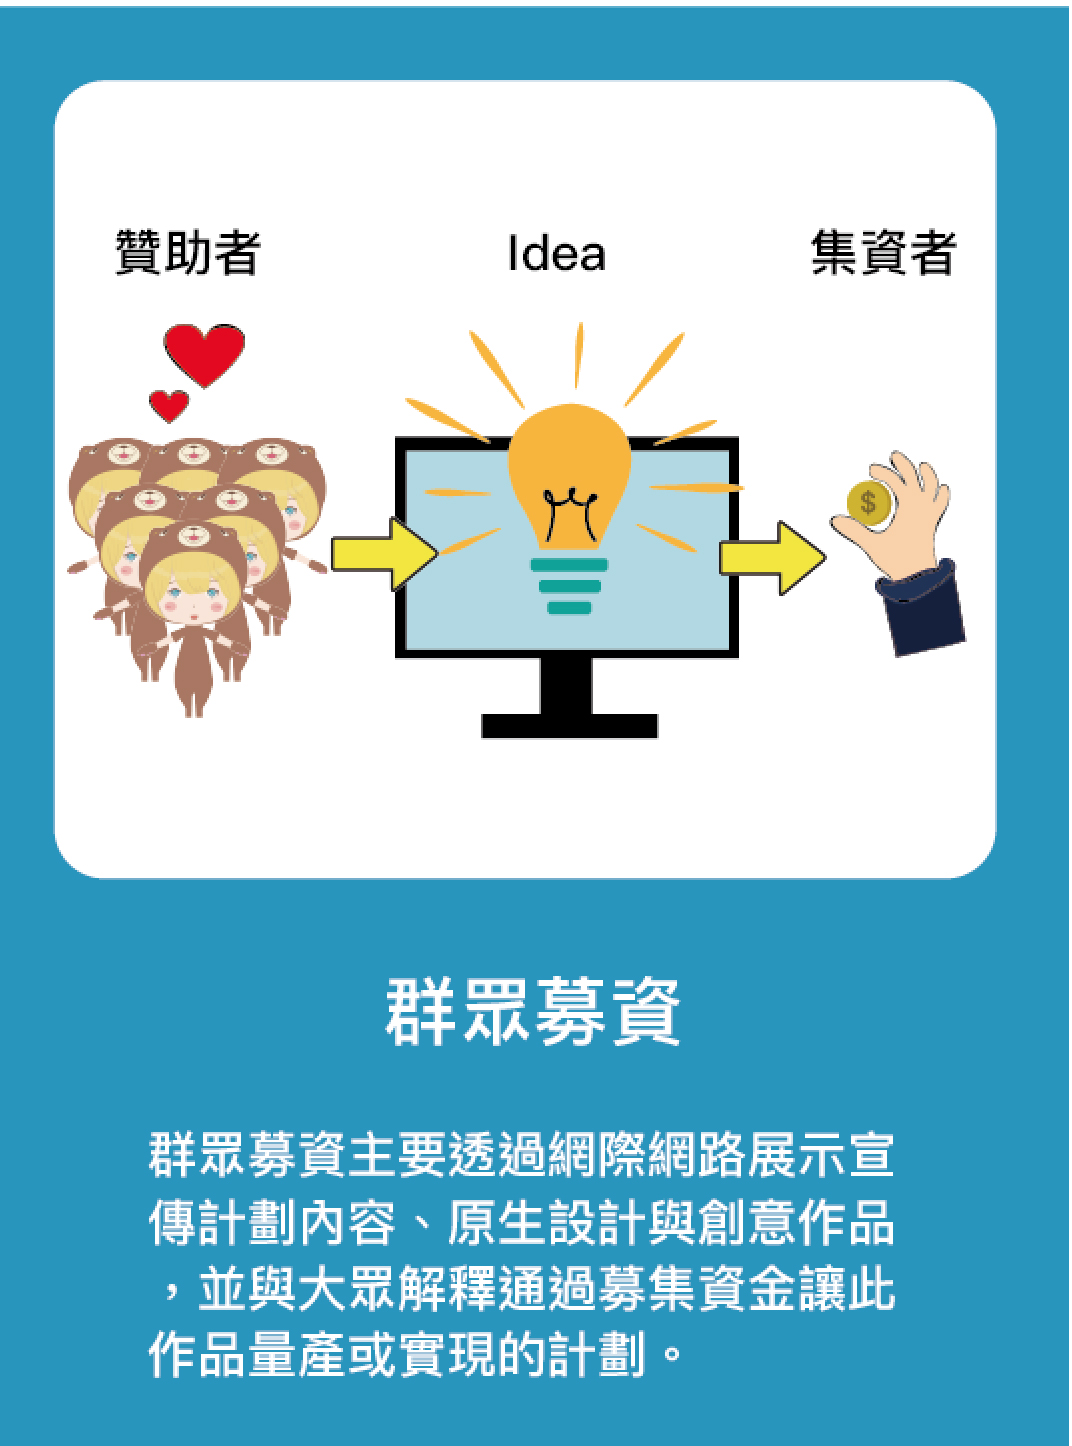 贊助者 Idea 集資者
群眾募資
群眾募資主要透過網際網路展示宣
傳計劃內容、原生設計與創意作品
，並與大眾解釋通過募集資金讓此
作品量產或實現的計劃。